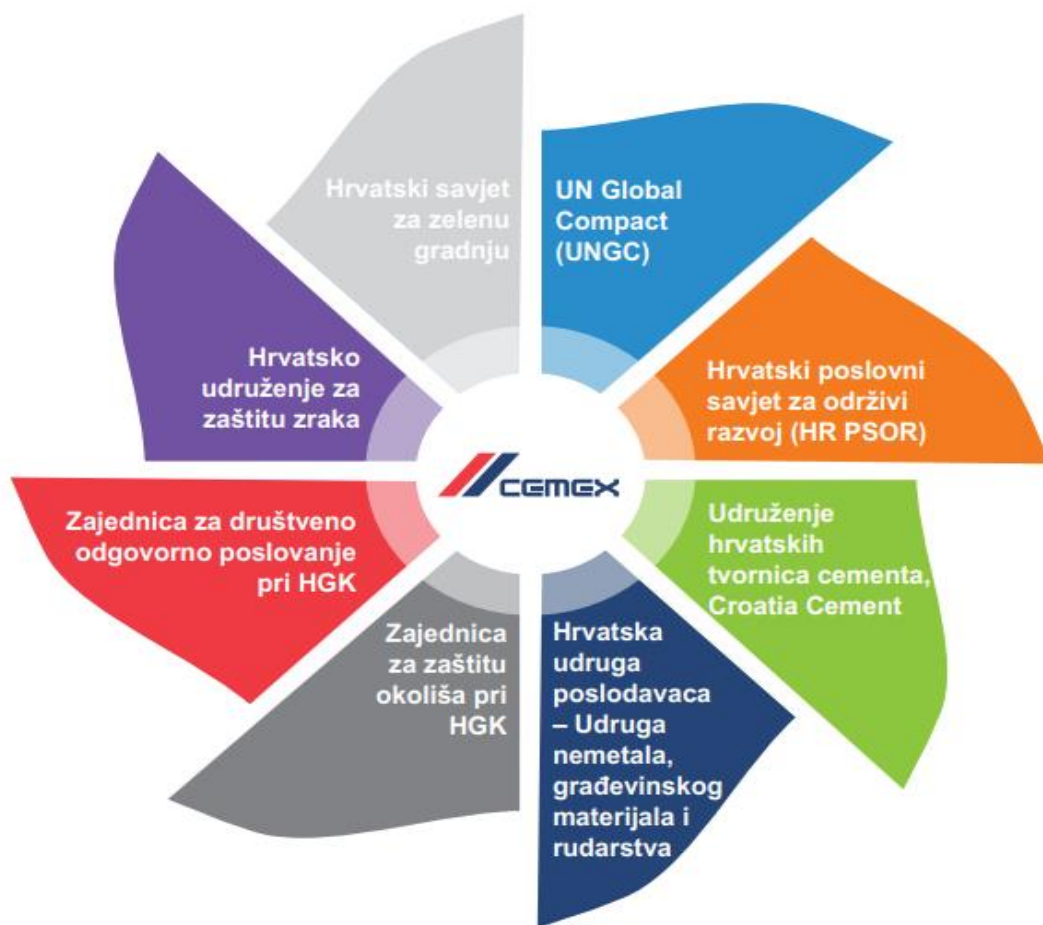 Hrvatski savjet
za zelenu
gradnju
UN Global
Compact
(UNGC)
Hrvatski poslovni
savjet za održivi
razvoj (HR PSOR)
Udruženje
hrvatskih
tvornica cementa,
Croatia Cement
Hrvatska
udruga
poslodavaca
– Udruga
nemetala,
građevinskog
materijala i
rudarstva
Zajednica
za zaštitu
okoliša pri
HGK
Zajednica za društveno
odgovorno poslovanje
pri HGK
Hrvatsko
udruženje za
zaštitu zraka
CEMEX